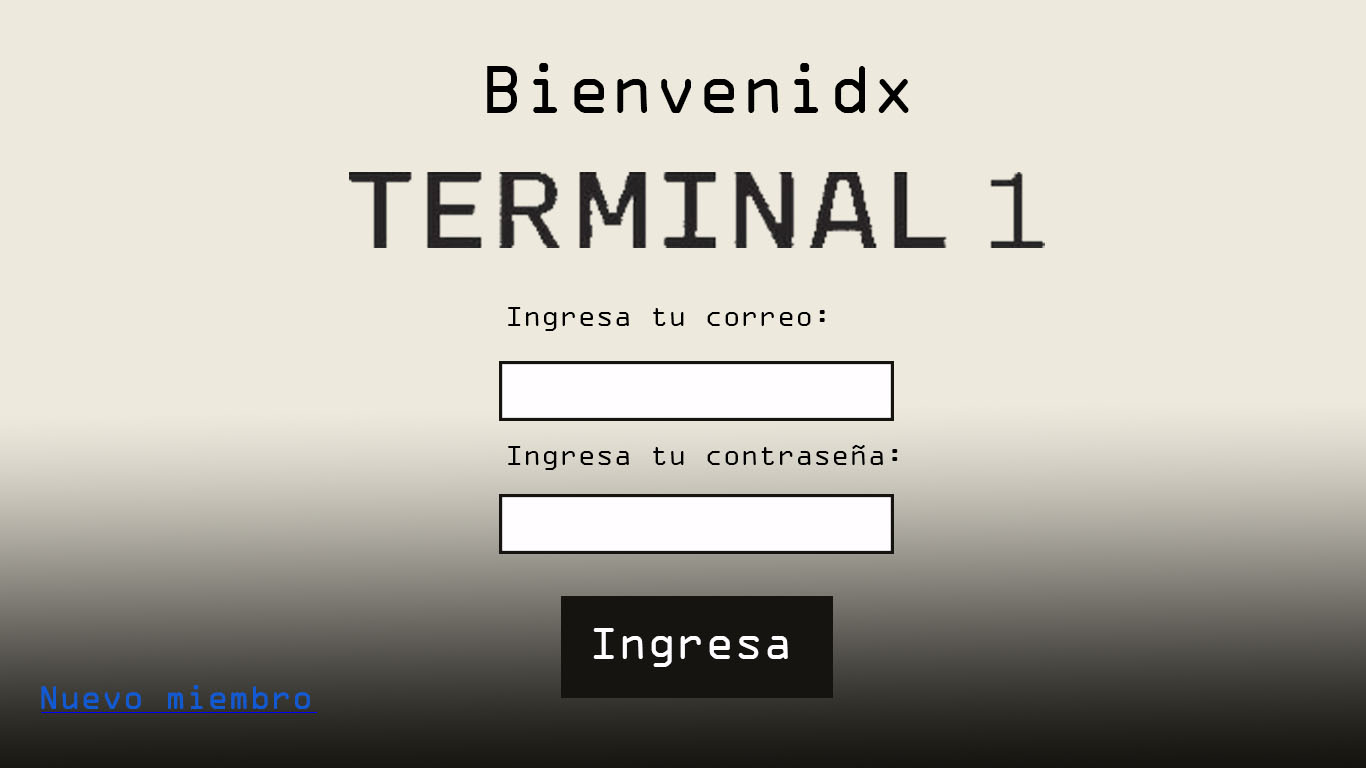 Bienvenidx
TERMINAL 1
Ingresa tu correo:
Ingresa tu contraseña:
Ingresa
Nuevo miembro